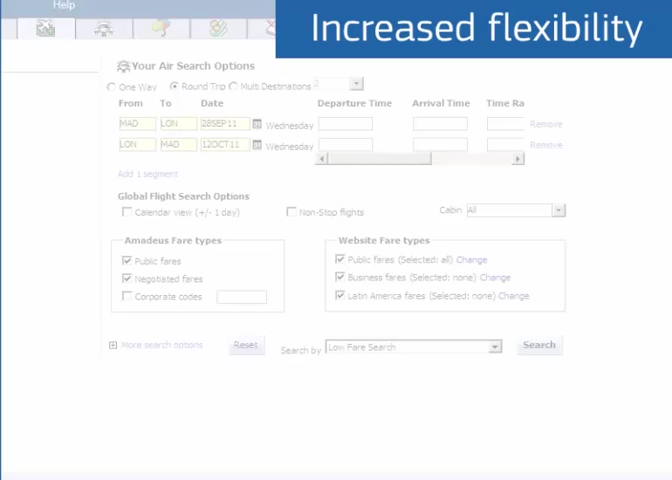 Help
Increased flexibility
Your Air Search Options
One Way Round Trip Multi Destinations 2
From To Date Departure Time Arrival Time Time Ra
MAD LON 28SEP11 Wednesday Remove
LON MAD 12OCT11 Wednesday Remove
Add 1 segment
Global Flight Search Options
Calendar view (+/- 1 day) Non-Stop flights Cabin All
Amadeus Fare types Website Fare types
Public fares Public fares (Selected: all) Change
Negotiated fares Business fares (Selected: none) Change
Corporate codes Latin America fares (Selected: none) Change
More search options Reset Search by Low Fare Search Search